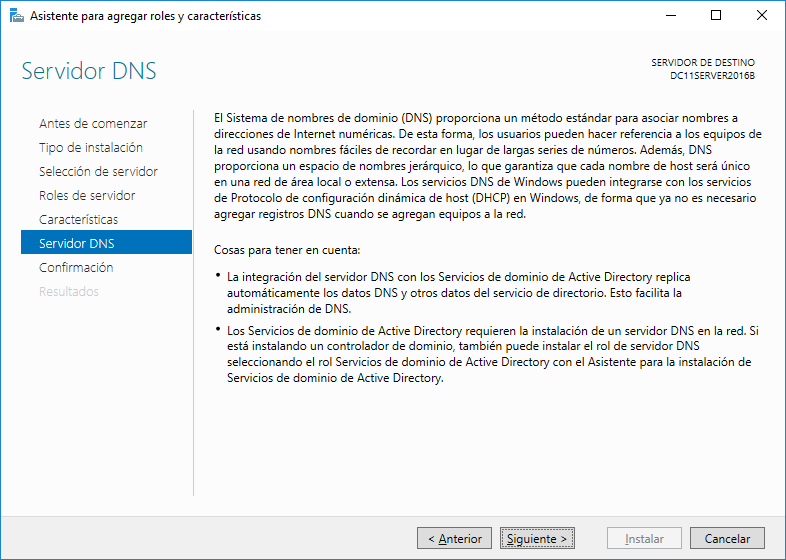 Asistente para agregar roles y características
Servidor DNS
SERVIDOR DE DESTINO
DC11SERVER2016B
Antes de comenzar
Tipo de instalación
Selección de servidor
Roles de servidor
Características
Servidor DNS
Confirmación
Resultados
El Sistema de nombres de dominio (DNS) proporciona un método estándar para asociar nombres a
direcciones de Internet numéricas. De esta forma, los usuarios pueden hacer referencia a los equipos de
la red usando nombres fáciles de recordar en lugar de largas series de números. Además, DNS
proporciona un espacio de nombres jerárquico, lo que garantiza que cada nombre de host será único
en una red de área local o extensa. Los servicios DNS de Windows pueden integrarse con los servicios
de Protocolo de configuración dinámica de host (DHCP) en Windows, de forma que ya no es necesario
agregar registros DNS cuando se agregan equipos a la red.
Cosas para tener en cuenta:
• La integración del servidor DNS con los Servicios de dominio de Active Directory replica
automáticamente los datos DNS y otros datos del servicio de directorio. Esto facilita la
administración de DNS.
• Los Servicios de dominio de Active Directory requieren la instalación de un servidor DNS en la red. Si
está instalando un controlador de dominio, también puede instalar el rol de servidor DNS
seleccionando el rol Servicios de dominio de Active Directory con el Asistente para la instalación de
Servicios de dominio de Active Directory.
< Anterior
Siguiente >
Instalar
Cancelar